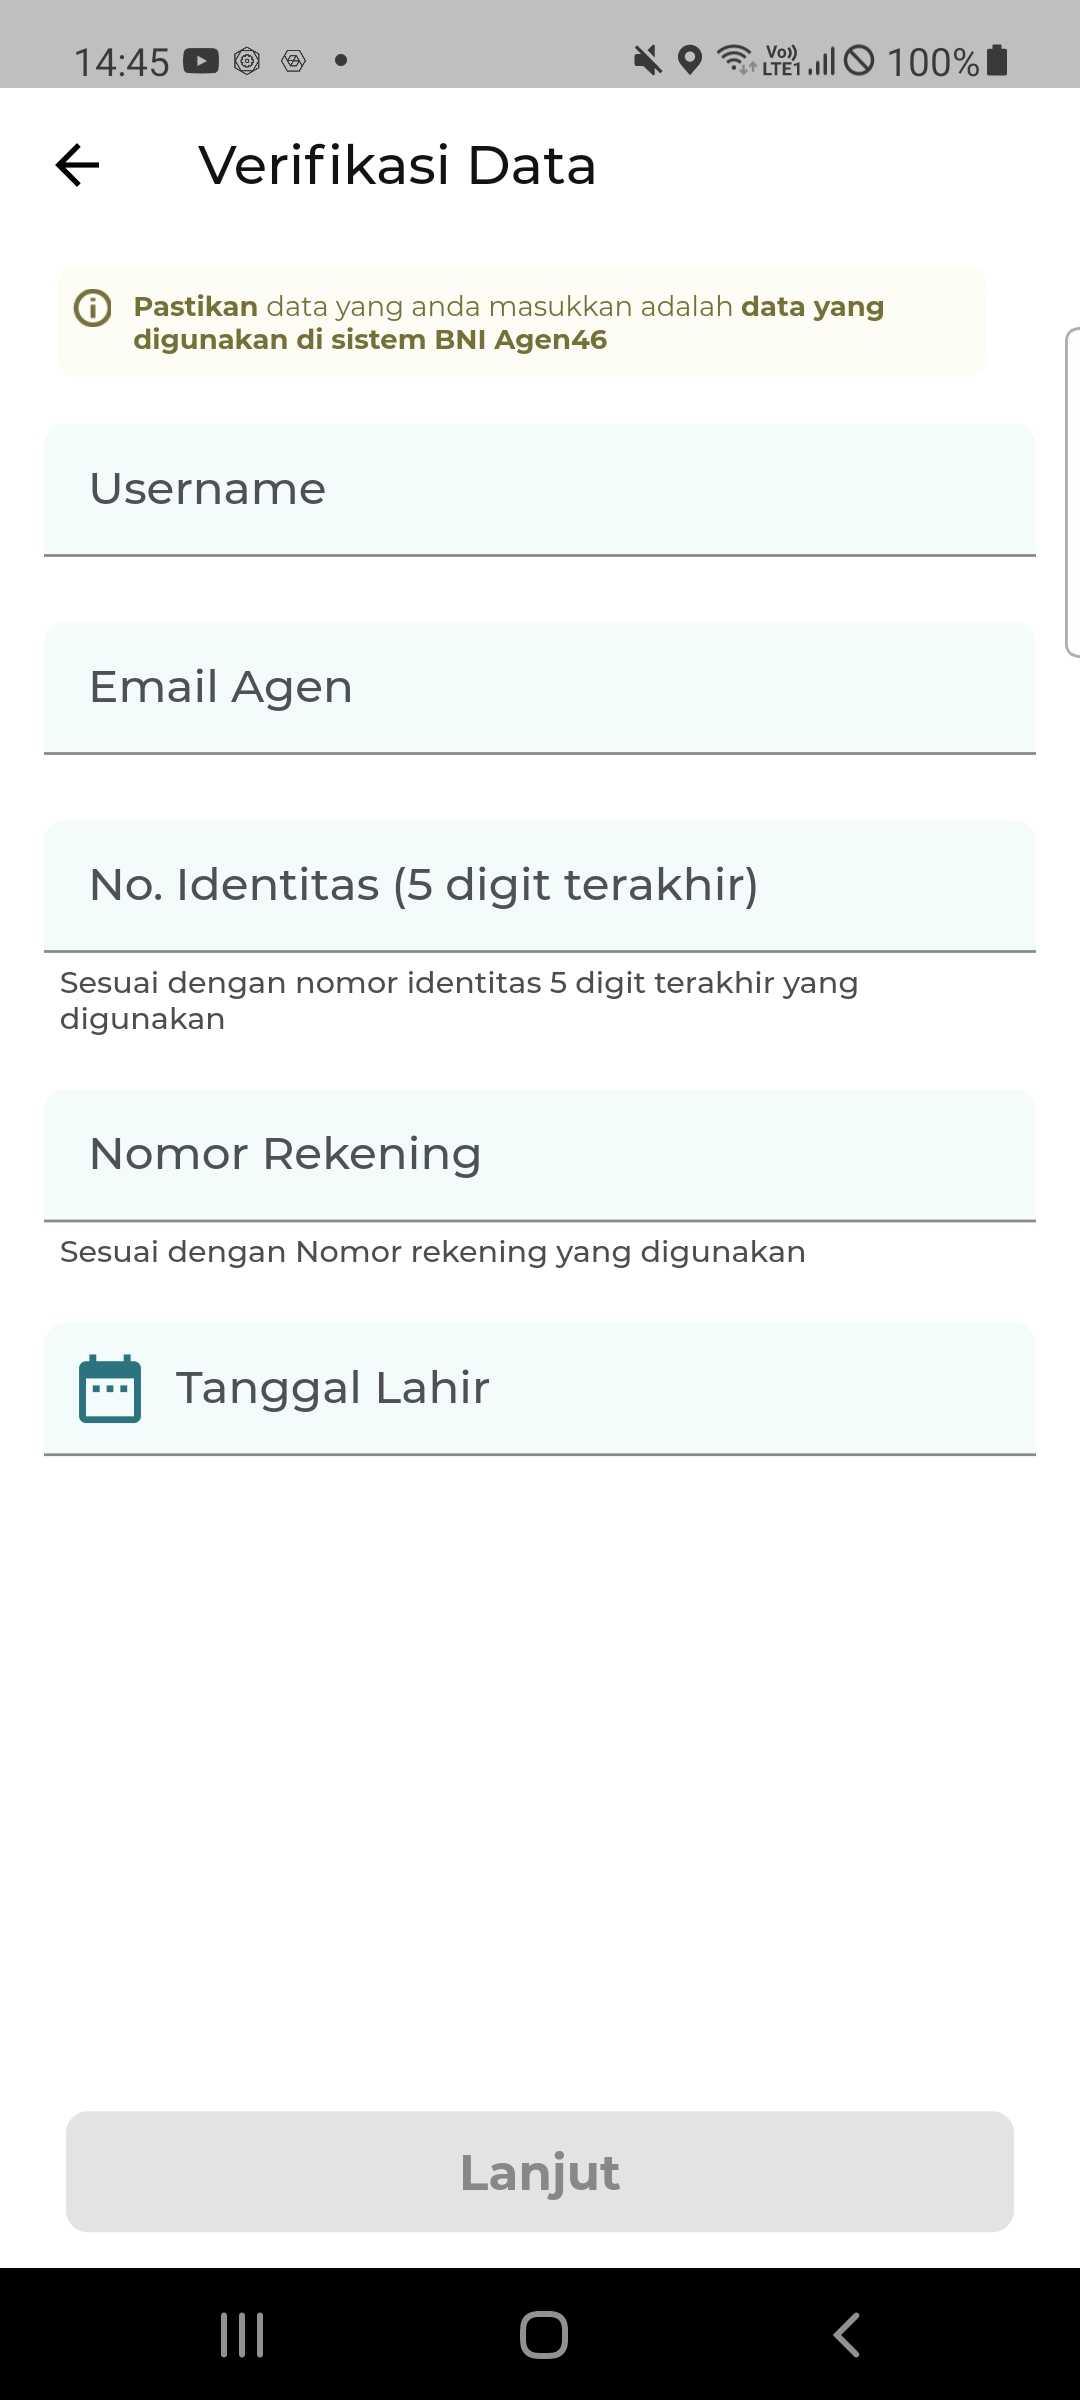 14:45
Vo)) LTE1 100%
Verifikasi Data
Pastikan data yang anda masukkan adalah data yang
digunakan di sistem BNI Agen46
Username
Email Agen
No. Identitas (5 digit terakhir)
Sesuai dengan nomor identitas 5 digit terakhir yang
digunakan
Nomor Rekening
Sesuai dengan Nomor rekening yang digunakan
Tanggal Lahir
Lanjut